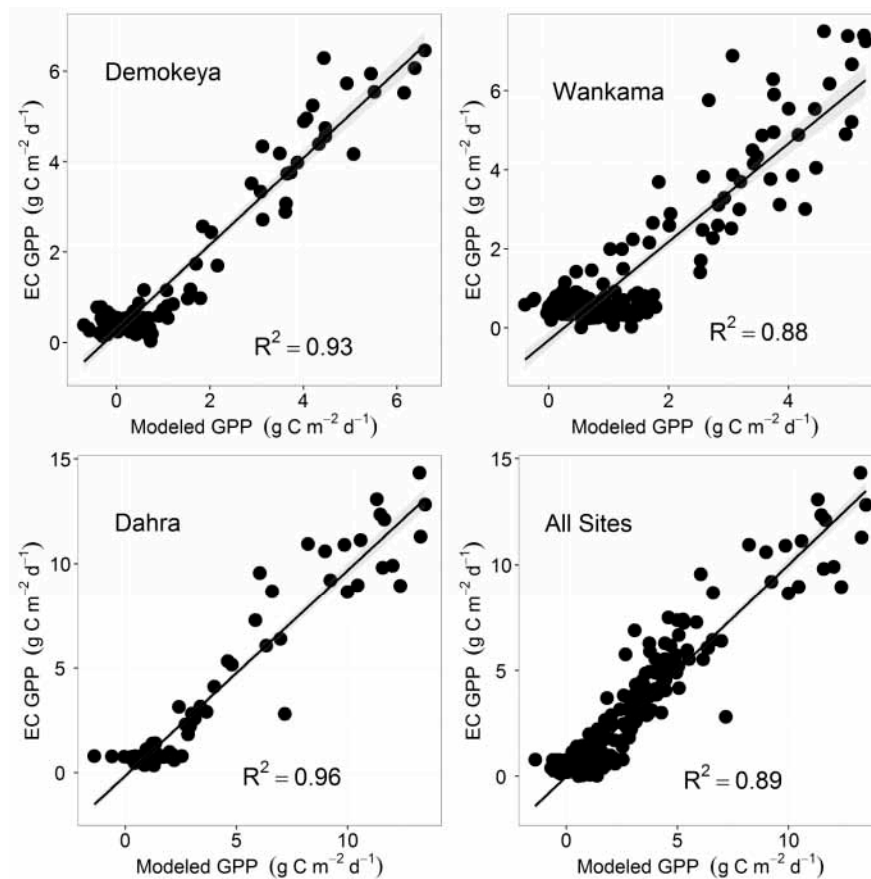 Demokeya
EC GPP (g C m⁻² d⁻¹)
6
4
2
0
R² = 0.93
0 2 4 6
Modeled GPP (g C m⁻² d⁻¹)
Wankama
EC GPP (g C m⁻² d⁻¹)
6
4
2
0
R² = 0.88
0 2 4
Modeled GPP (g C m⁻² d⁻¹)
Dahra
EC GPP (g C m⁻² d⁻¹)
15
10
5
0
R² = 0.96
0 5 10
Modeled GPP (g C m⁻² d⁻¹)
All Sites
EC GPP (g C m⁻² d⁻¹)
15
10
5
0
R² = 0.89
0 5 10
Modeled GPP (g C m⁻² d⁻¹)